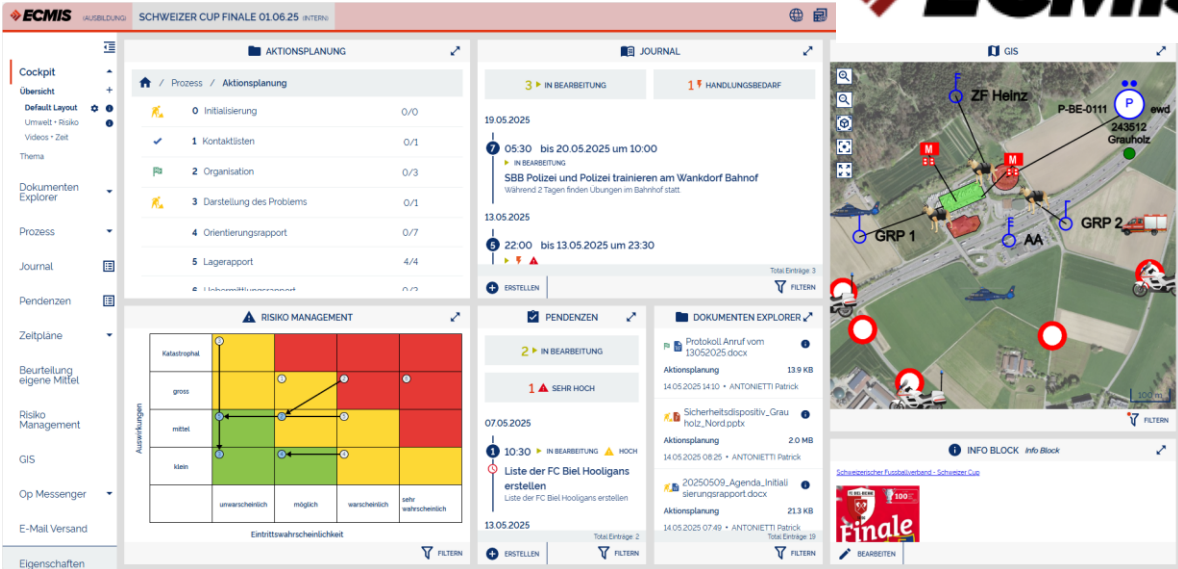 ECMIS (AUSBILDUNG) SCHWEIZER CUP FINALE 01.06.25 (INTERN)
ECMIS
Cockpit
Übersicht
Default Layout
Umwelt • Risiko
Videos • Zeit
Thema
Dokumenten
Explorer
Prozess
Journal
Pendenzen
Zeitpläne
Beurteilung
eigene Mittel
Risiko
Management
GIS
Op Messenger
E-Mail Versand
Eigenschaften
AKTIONSPLANUNG
/ Prozess / Aktionsplanung
0 Initialisierung 0/0
1 Kontaktlisten 0/1
2 Organisation 0/3
3 Darstellung des Problems 0/1
4 Orientierungsrapport 0/7
5 Lagerapport 4/4
JOURNAL
3 IN BEARBEITUNG
1 HANDLUNGSBEDARF
19.05.2025
7 05:30 bis 20.05.2025 um 10:00
IN BEARBEITUNG
SBB Polizei und Polizei trainieren am Wankdorf Bahnof
Während 2 Tagen finden Übungen im Bahnhof statt.
13.05.2025
5 22:00 bis 13.05.2025 um 23:30
Total Einträge: 3
ERSTELLEN
FILTERN
GIS
ZF Heinz
P-BE-0111
P
ewd
243512
Grauholz
M
M
GRP 1
AA
GRP 2
100 m
FILTERN
RISIKO MANAGEMENT
Auswirkungen
Katastrophal
gross
mittel
klein
unwarscheinlich
möglich
warscheinlich
sehr
wahrscheinlich
Eintrittswahrscheinlichkeit
FILTERN
PENDENZEN
2 IN BEARBEITUNG
1 SEHR HOCH
07.05.2025
1 10:30 IN BEARBEITUNG HOCH
Liste der FC Biel Hooligans
erstellen
Liste der FC Biel Hooligans erstellen
13.05.2025
Total Einträge: 2
ERSTELLEN
FILTERN
DOKUMENTEN EXPLORER
Protokoll Anruf vom
13052025.docx
Aktionsplanung 13.9 KB
14.05.2025 14:10 • ANTONIETTI Patrick
Sicherheitsdispositiv_Grau
holz_Nord.pptx
Aktionsplanung 2.0 MB
14.05.2025 08:25 • ANTONIETTI Patrick
20250509_Agenda_Initiali
sierungsrapport.docx
Aktionsplanung 21.3 KB
14.05.2025 07:49 • ANTONIETTI Patrick
Total Einträge: 19
FILTERN
INFO BLOCK Info Block
Schweizerischer Fussballverband - Schweizer Cup
100
Finale
BEARBEITEN